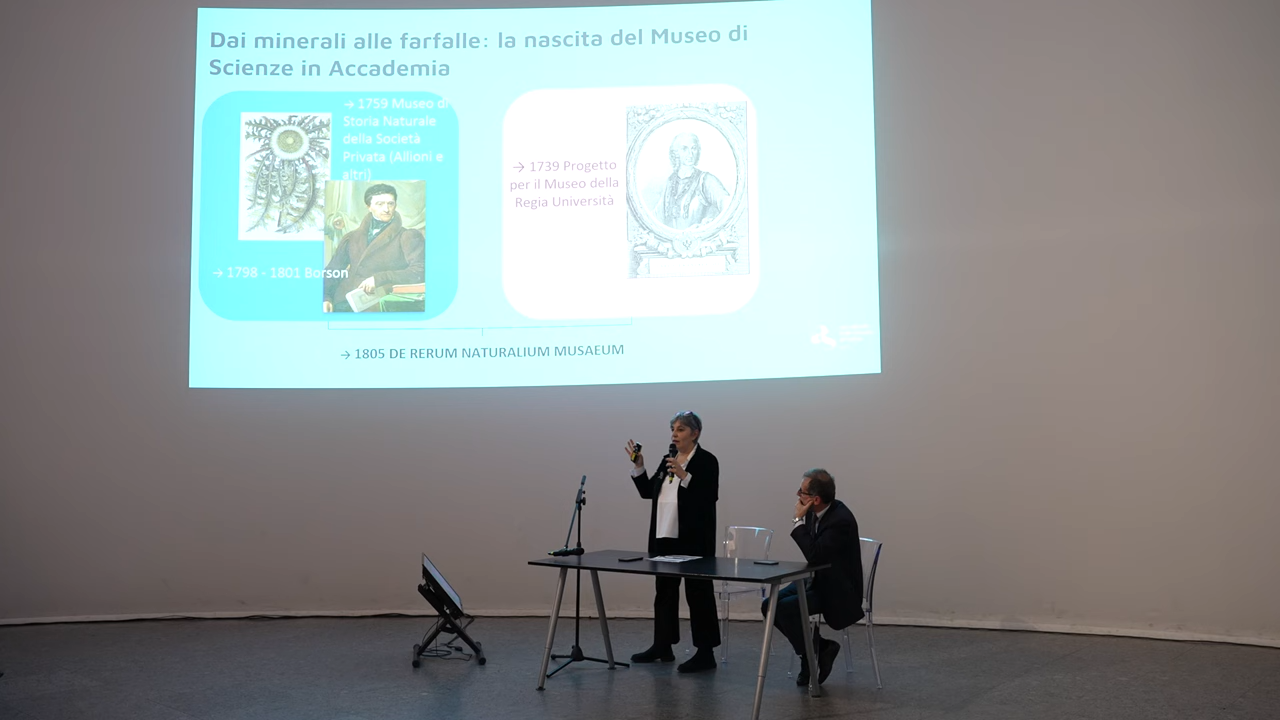 Dai minerali alle farfalle: la nascita del Museo di
Scienze in Accademia
→ 1759 Museo di
Storia Naturale
della Società
Privata (Allioni e
altri)
→ 1798 - 1801 Borson
→ 1739 Progetto
per il Museo della
Regia Università
→ 1805 DE RERUM NATURALIUM MUSAEUM